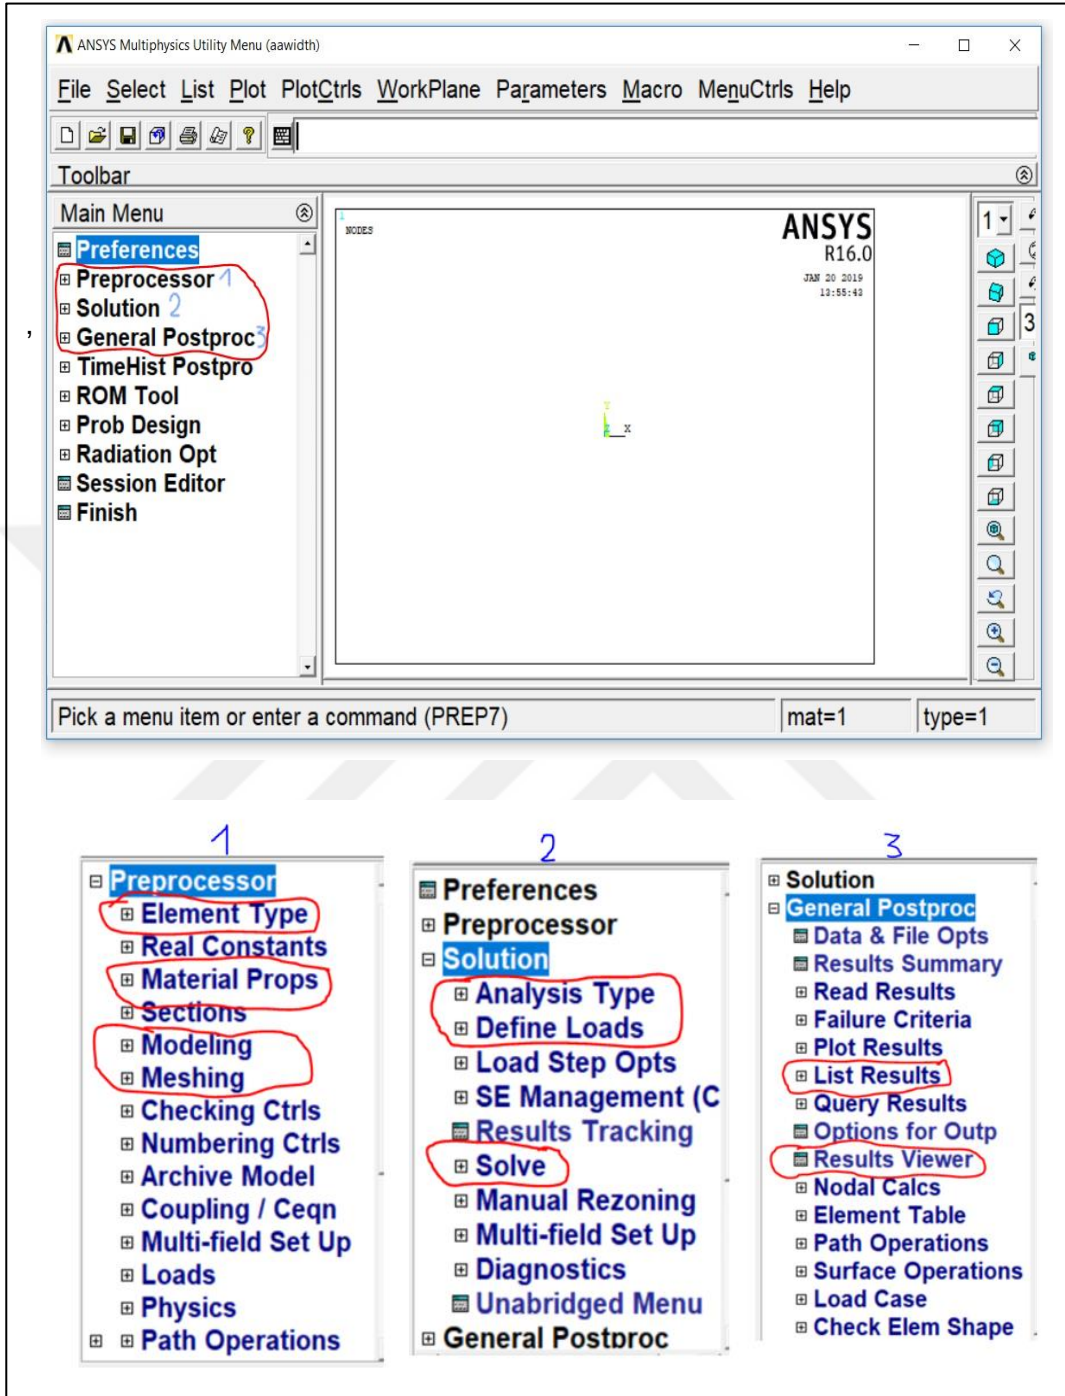 ANSYS Multiphysics Utility Menu (aawidth)
File Select List Plot PlotCtrls WorkPlane Parameters Macro MenuCtrls Help
Toolbar
Main Menu
Preferences
Preprocessor 1
Solution 2
General Postproc 3
TimeHist Postpro
ROM Tool
Prob Design
Radiation Opt
Session Editor
Finish
,
1
NODES
ANSYS
R16.0
JAN 20 2019
13:55:43
Y
Z X
1
3
Pick a menu item or enter a command (PREP7)
mat=1
type=1
1
Preprocessor
Element Type
Real Constants
Material Props
Sections
Modeling
Meshing
Checking Ctrls
Numbering Ctrls
Archive Model
Coupling / Ceqn
Multi-field Set Up
Loads
Physics
Path Operations
2
Preferences
Preprocessor
Solution
Analysis Type
Define Loads
Load Step Opts
SE Management (C
Results Tracking
Solve
Manual Rezoning
Multi-field Set Up
Diagnostics
Unabridged Menu
General Postproc
3
Solution
General Postproc
Data & File Opts
Results Summary
Read Results
Failure Criteria
Plot Results
List Results
Query Results
Options for Outp
Results Viewer
Nodal Calcs
Element Table
Path Operations
Surface Operations
Load Case
Check Elem Shape